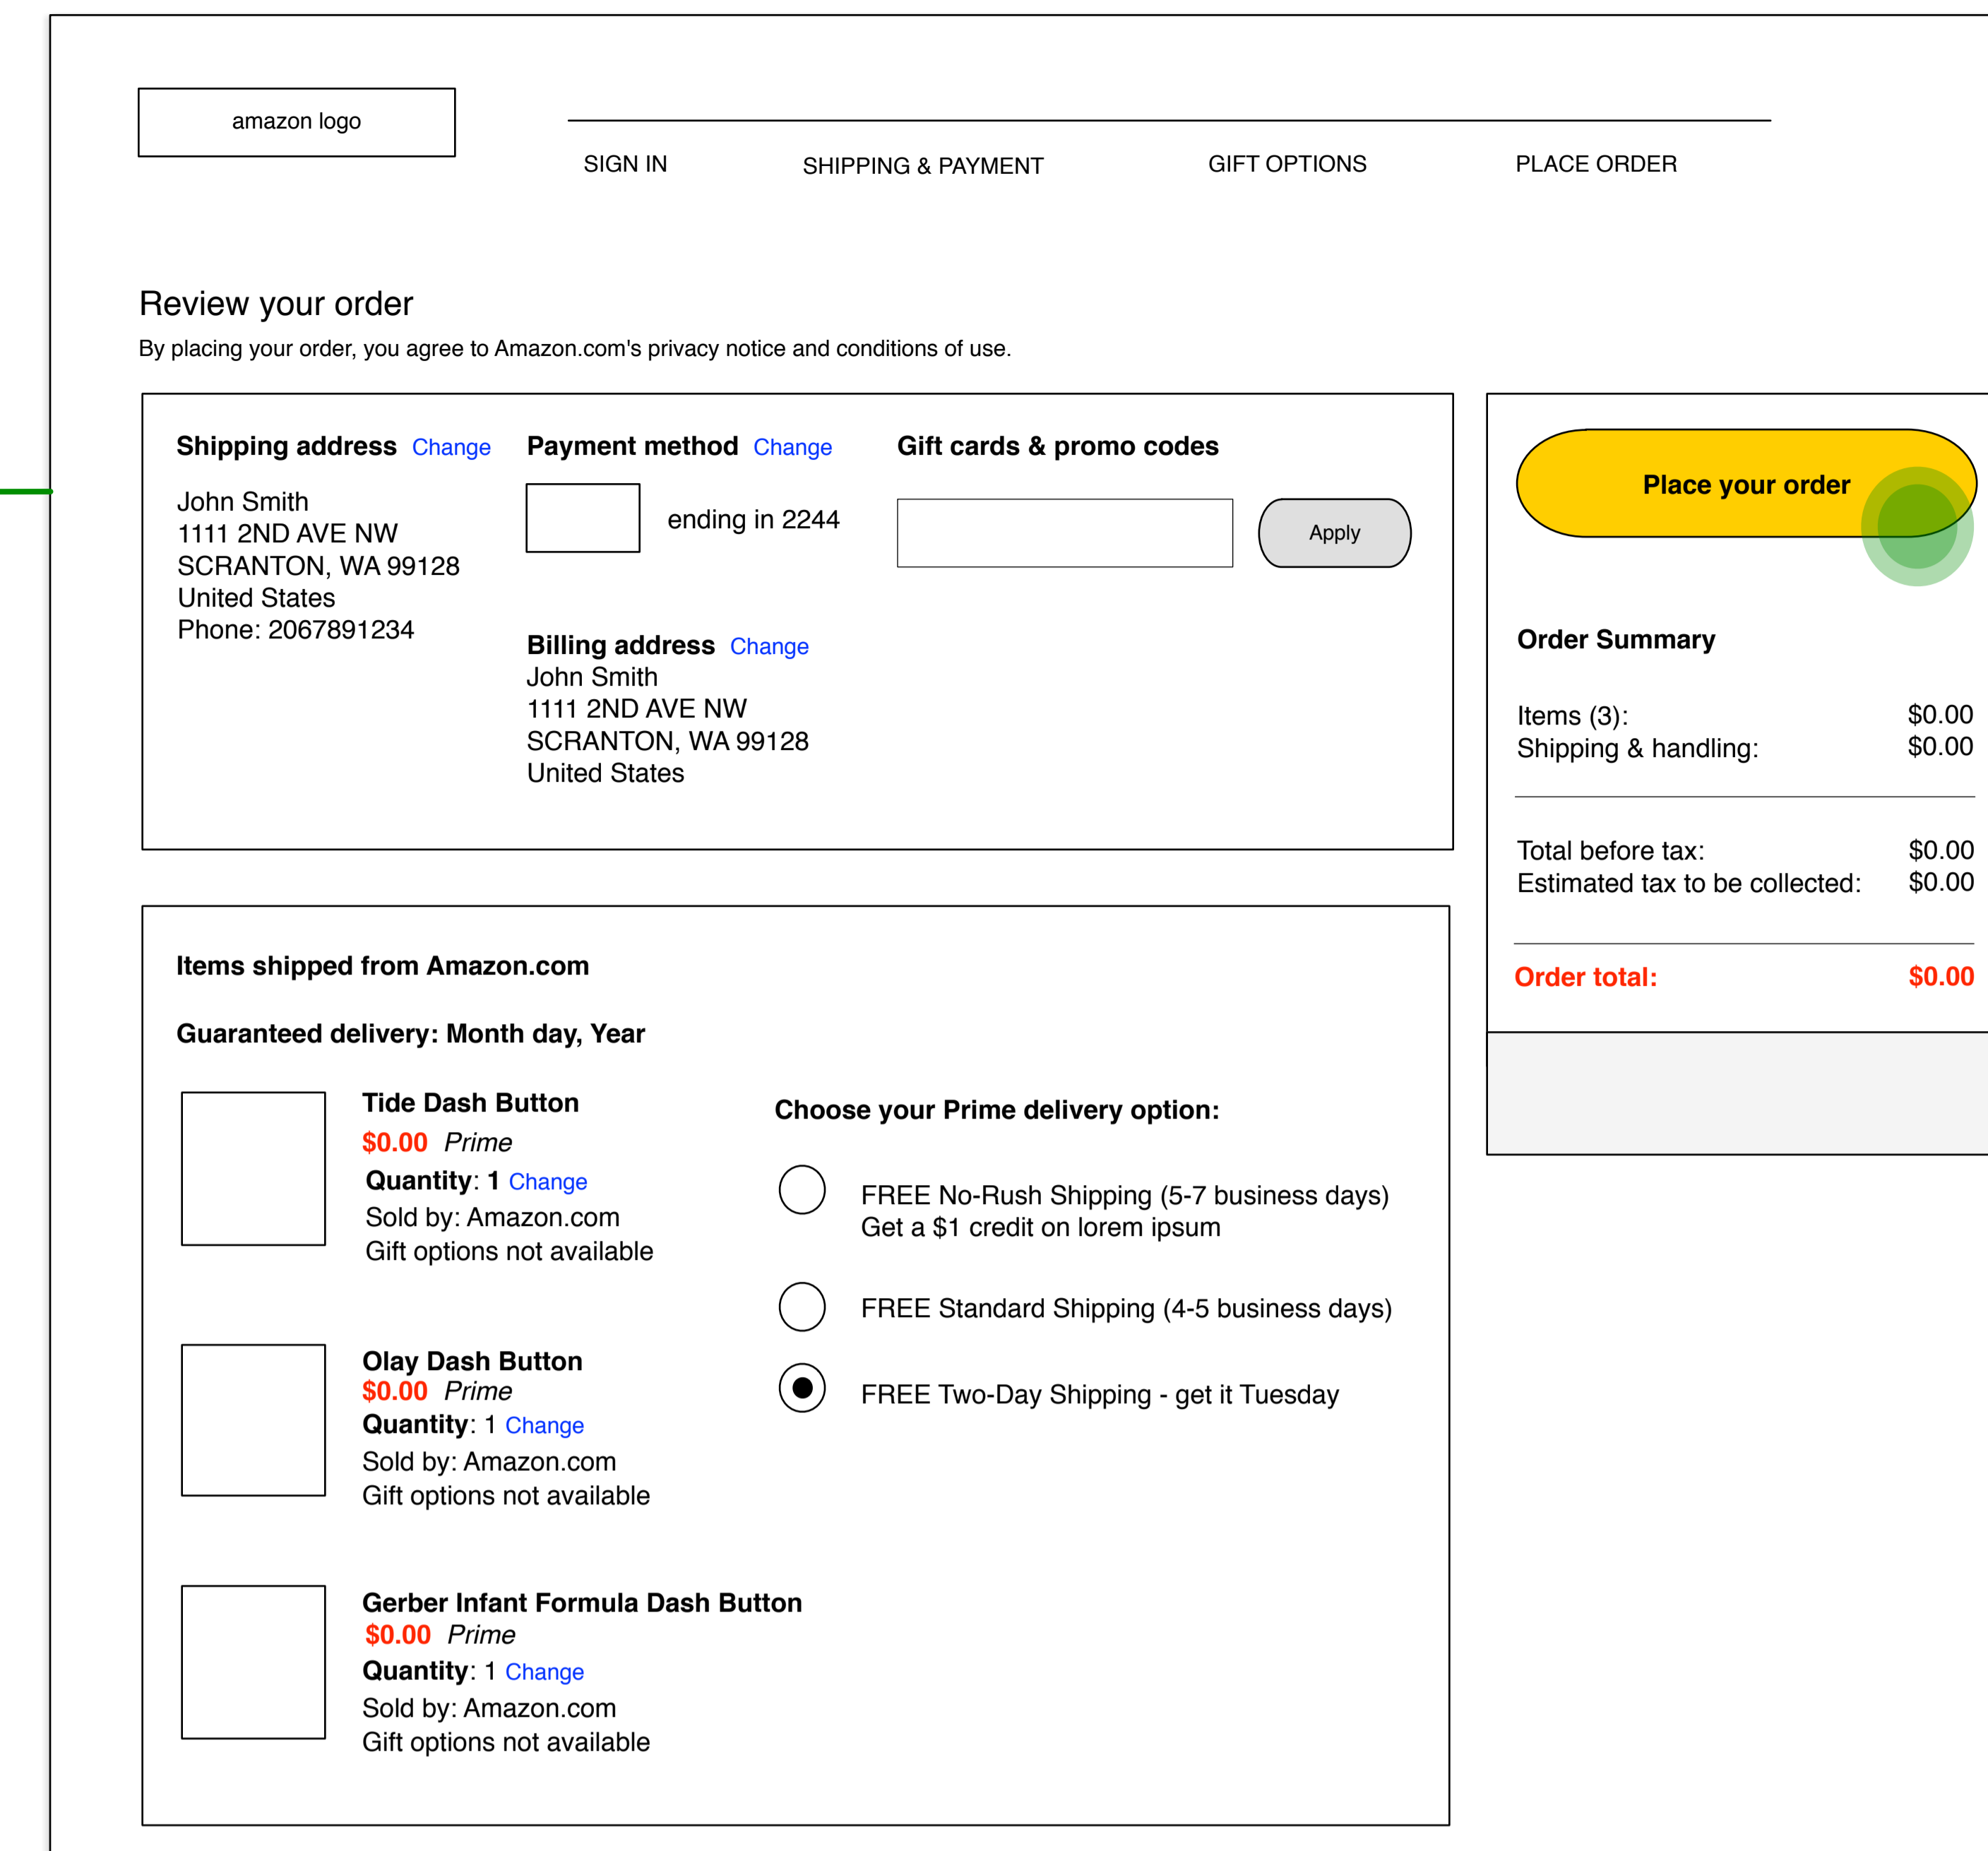 amazon logo
SIGN IN
SHIPPING & PAYMENT
GIFT OPTIONS
PLACE ORDER
Review your order
By placing your order, you agree to Amazon.com's privacy notice and conditions of use.
Shipping address Change
John Smith
1111 2ND AVE NW
SCRANTON, WA 99128
United States
Phone: 2067891234
Payment method Change
ending in 2244
Billing address Change
John Smith
1111 2ND AVE NW
SCRANTON, WA 99128
United States
Gift cards & promo codes
Apply
Place your order
Order Summary
Items (3): $0.00
Shipping & handling: $0.00
Total before tax: $0.00
Estimated tax to be collected: $0.00
Order total: $0.00
Items shipped from Amazon.com
Guaranteed delivery: Month day, Year
Tide Dash Button
$0.00 Prime
Quantity: 1 Change
Sold by: Amazon.com
Gift options not available
Olay Dash Button
$0.00 Prime
Quantity: 1 Change
Sold by: Amazon.com
Gift options not available
Gerber Infant Formula Dash Button
$0.00 Prime
Quantity: 1 Change
Sold by: Amazon.com
Gift options not available
Choose your Prime delivery option:
FREE No-Rush Shipping (5-7 business days)
Get a $1 credit on lorem ipsum
FREE Standard Shipping (4-5 business days)
FREE Two-Day Shipping - get it Tuesday